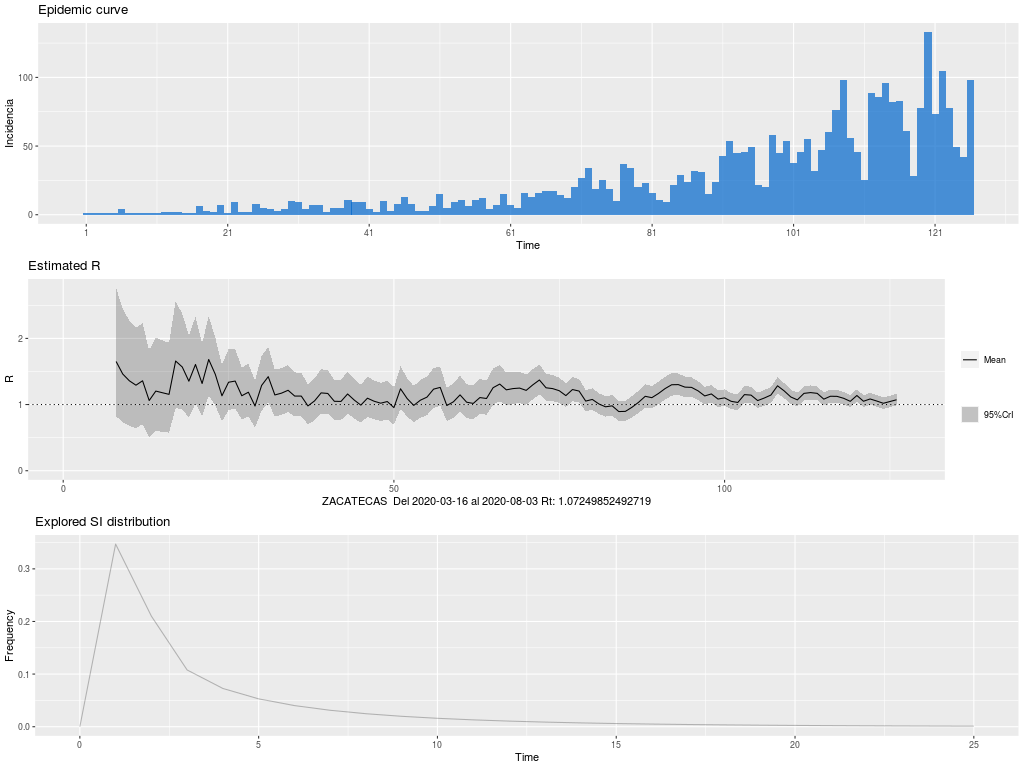 Epidemic curve
Incidencia
100
50
0
1 21 41 61 81 101 121
Time
Estimated R
R
2
1
0
Mean
95%CrI
0 50 100
ZACATECAS Del 2020-03-16 al 2020-08-03 Rt: 1.07249852492719
Explored SI distribution
Frequency
0.3
0.2
0.1
0.0
0 5 10 15 20 25
Time